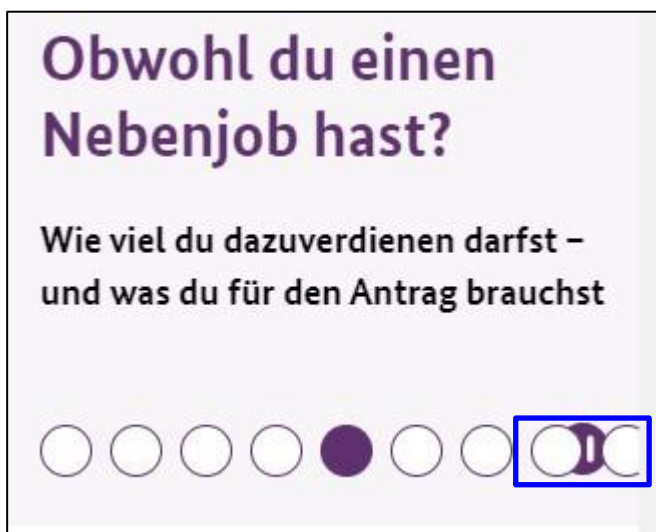 Obwohl du einen
Nebenjob hast?
Wie viel du dazuverdienen darfst –
und was du für den Antrag brauchst